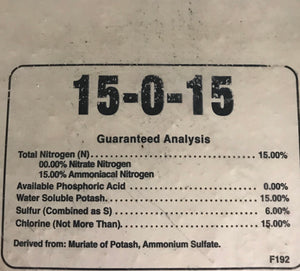 15-0-15
Guaranteed Analysis
Total Nitrogen (N)................................................15.00%
00.00% Nitrate Nitrogen
15.00% Ammoniacal Nitrogen
Available Phosphoric Acid ......................................0.00%
Water Soluble Potash............................................15.00%
Sulfur (Combined as S) .........................................6.00%
Chlorine (Not More Than).....................................15.00%
Derived from: Muriate of Potash, Ammonium Sulfate.
F192